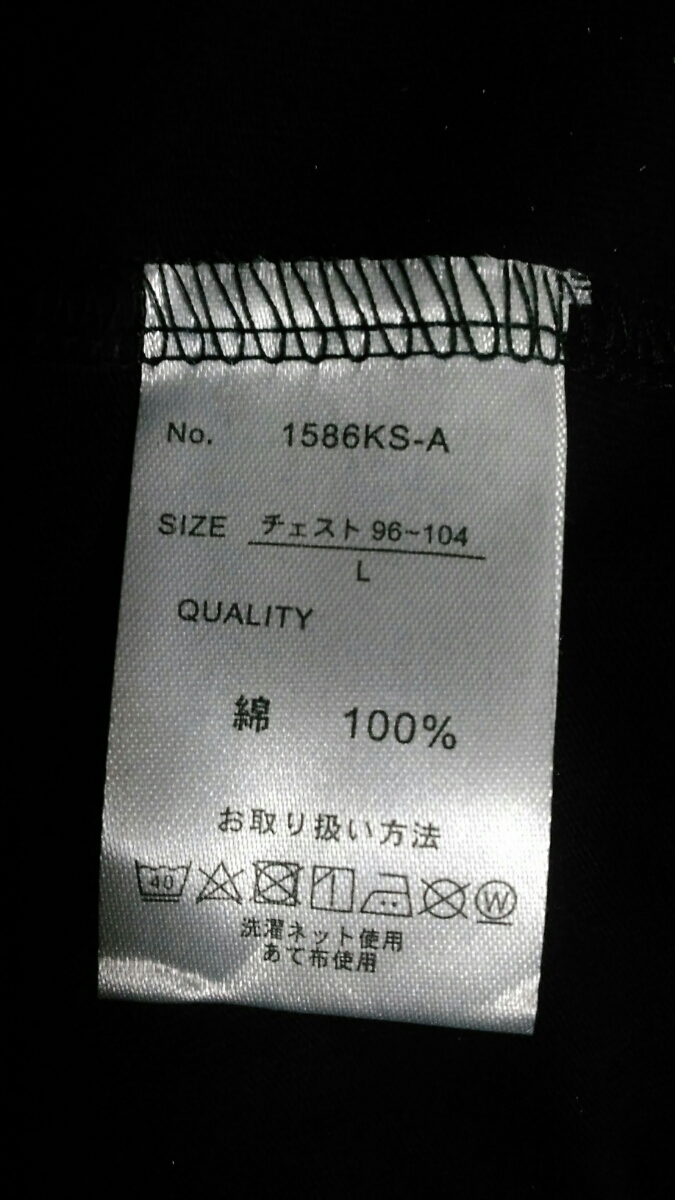 No. 1586KS-A
SIZE チェスト 96~104
L
QUALITY
綿 100%
お取り扱い方法
40 W
洗濯ネット使用
あて布使用